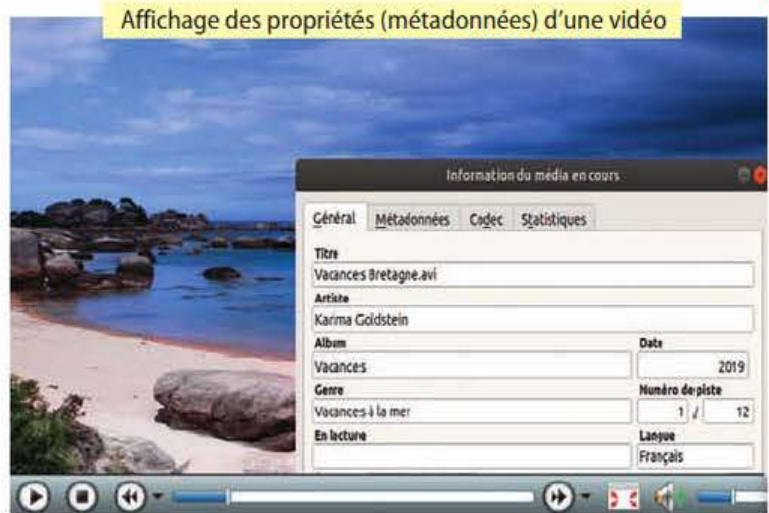 Affichage des propriétés (métadonnées) d'une vidéo
Information du média en cours
Général Métadonnées Codec Statistiques
Titre
Vacances Bretagne.avi
Artiste
Karma Goldstein
Album Date
Vacances 2019
Genre Numéro de piste
Vacances à la mer 1 / 12
En lecture Langue
Français